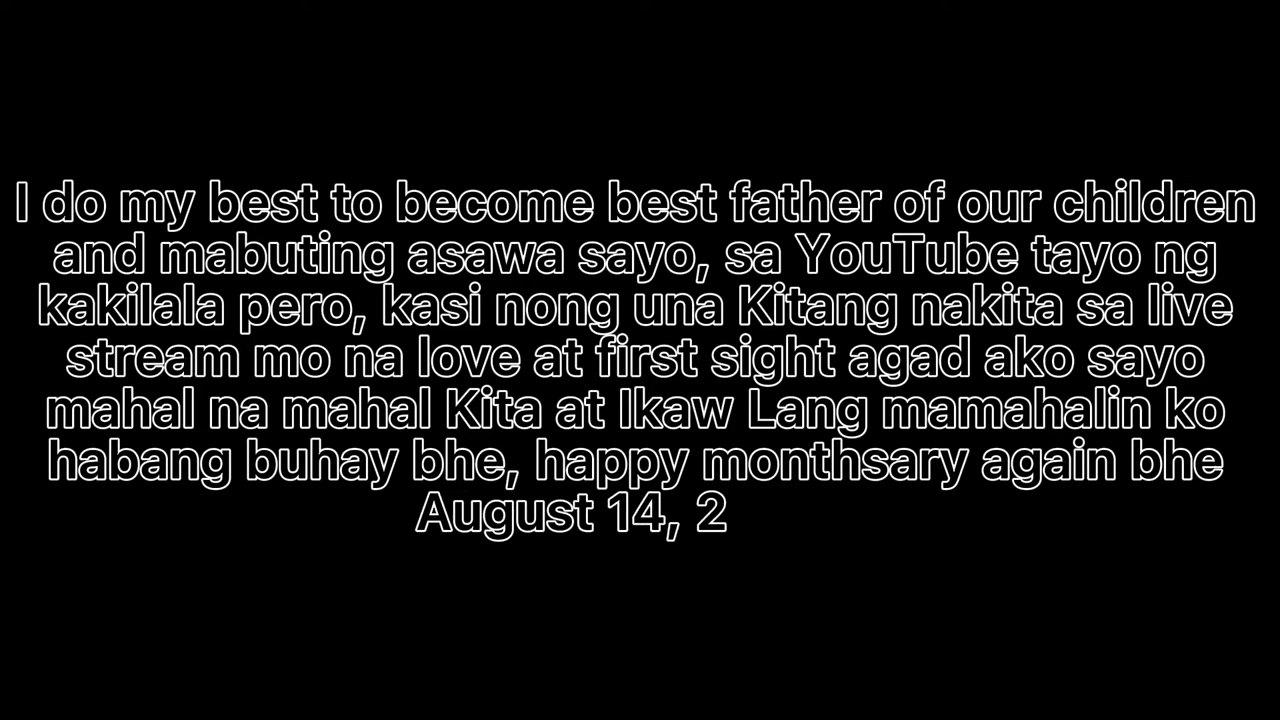 I do my best to become best father of our children
and mabuting asawa sayo, sa YouTube tayo ng
kakilala pero, kasi nong una Kitang nakita sa live
stream mo na love at first sight agad ako sayo
mahal na mahal Kita at Ikaw Lang mamahalin ko
habang buhay bhe, happy monthsary again bhe
August 14, 2